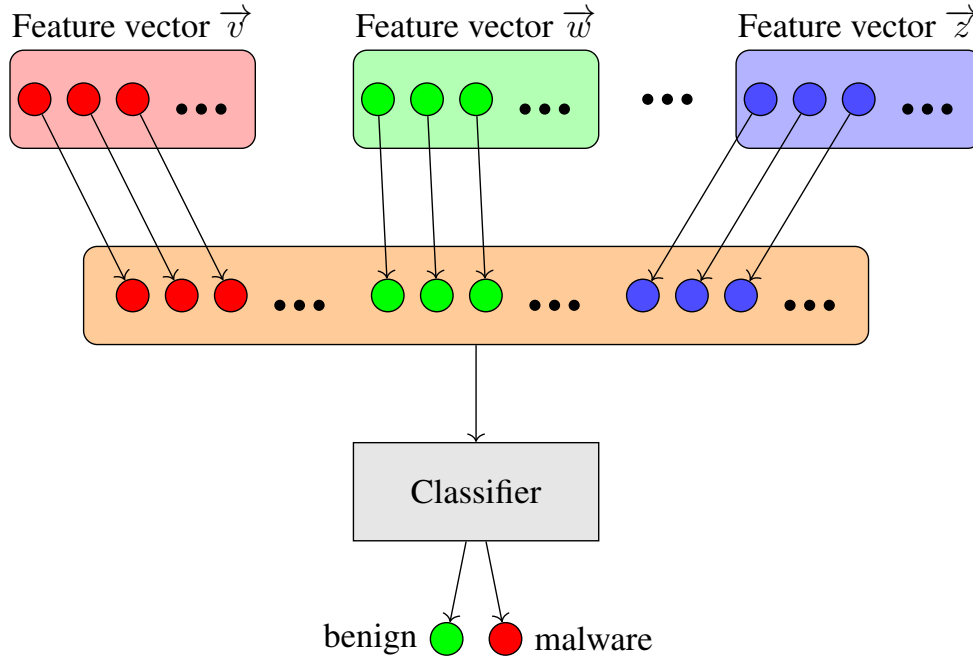 Feature vector v⃗
Feature vector w⃗
Feature vector z⃗
Classifier
benign
malware